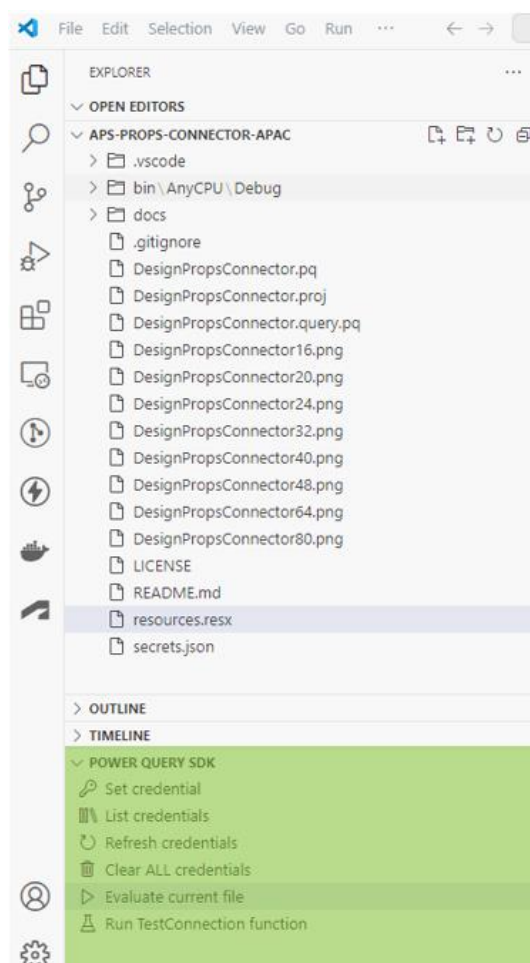 File Edit Selection View Go Run ···
EXPLORER ···
OPEN EDITORS
APS-PROPS-CONNECTOR-APAC
.vscode
bin\AnyCPU\Debug
docs
.gitignore
DesignPropsConnector.pq
DesignPropsConnector.proj
DesignPropsConnector.query.pq
DesignPropsConnector16.png
DesignPropsConnector20.png
DesignPropsConnector24.png
DesignPropsConnector32.png
DesignPropsConnector40.png
DesignPropsConnector48.png
DesignPropsConnector64.png
DesignPropsConnector80.png
LICENSE
README.md
resources.resx
secrets.json
OUTLINE
TIMELINE
POWER QUERY SDK
Set credential
List credentials
Refresh credentials
Clear ALL credentials
Evaluate current file
Run TestConnection function